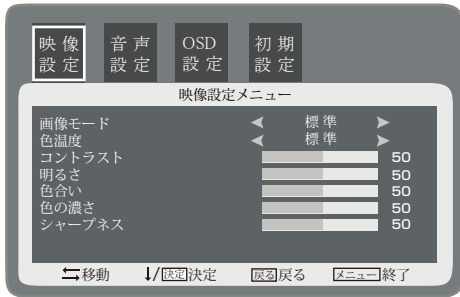 映像 音声 OSD 初期
設定 設定 設定 設定
映像設定メニュー
画像モード 標準
色温度 標準
コントラスト 50
明るさ 50
色合い 50
色の濃さ 50
シャープネス 50
移動 / 決定 決定 戻る 戻る メニュー 終了